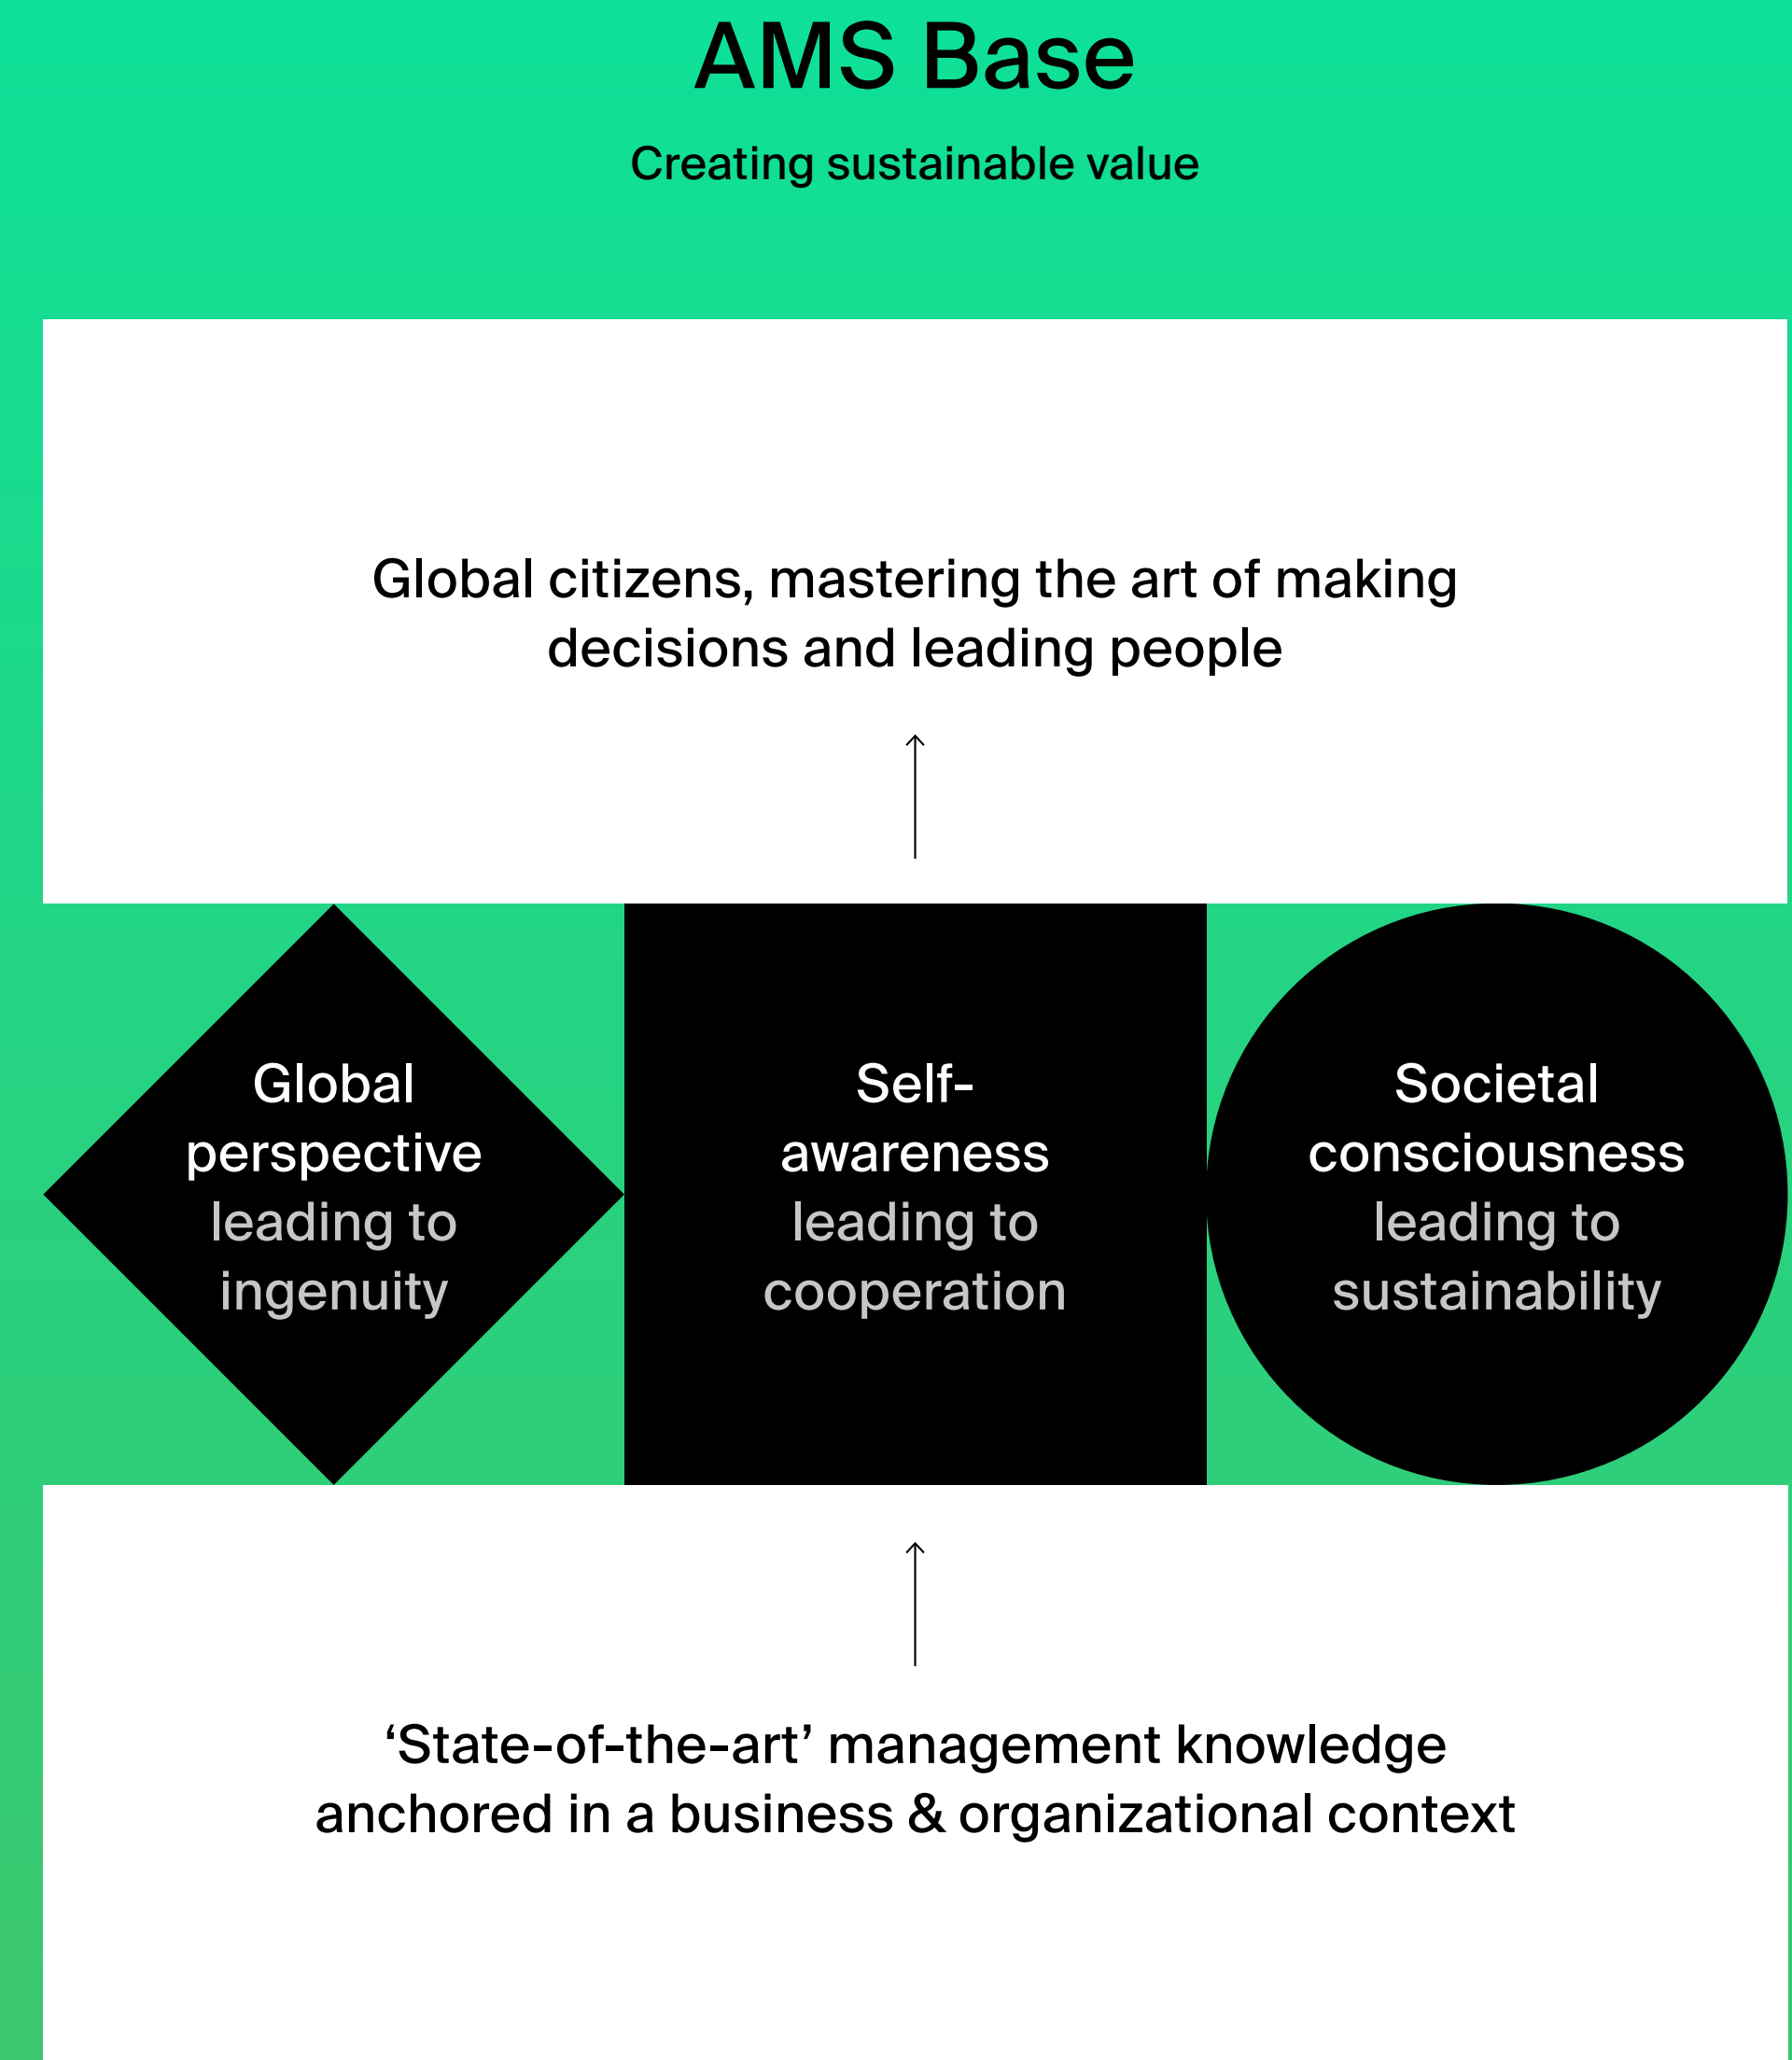 AMS Base
Creating sustainable value
Global citizens, mastering the art of making
decisions and leading people
Global
perspective
leading to
ingenuity
Self-
awareness
leading to
cooperation
Societal
consciousness
leading to
sustainability
‘State-of-the-art’ management knowledge
anchored in a business & organizational context